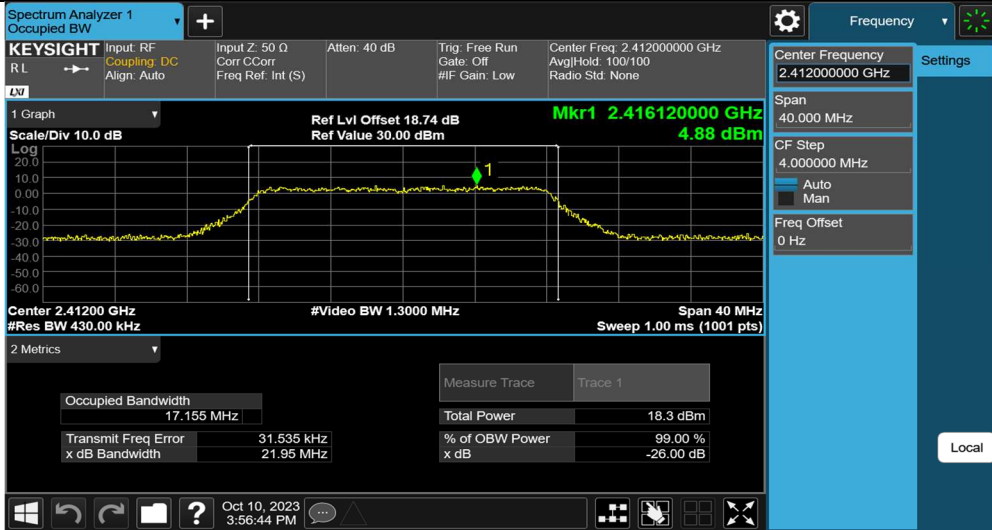 Spectrum Analyzer 1
Occupied BW
+
Frequency
KEYSIGHT
RL
LXI
Input: RF
Coupling: DC
Align: Auto
Input Z: 50 Ω
Corr CCorr
Freq Ref: Int (S)
Atten: 40 dB
Trig: Free Run
Gate: Off
#IF Gain: Low
Center Freq: 2.412000000 GHz
Avg|Hold: 100/100
Radio Std: None
Center Frequency
2.412000000 GHz
Settings
Span
40.000 MHz
CF Step
4.000000 MHz
Auto
Man
Freq Offset
0 Hz
Local
1 Graph
Scale/Div 10.0 dB
Ref Lvl Offset 18.74 dB
Ref Value 30.00 dBm
Mkr1 2.416120000 GHz
4.88 dBm
Log
20.0
10.0
0.00
-10.0
-20.0
-30.0
-40.0
-50.0
-60.0
1
Center 2.41200 GHz
#Video BW 1.3000 MHz
Span 40 MHz
#Res BW 430.00 kHz
Sweep 1.00 ms (1001 pts)
2 Metrics
Measure Trace Trace 1
Occupied Bandwidth
17.155 MHz
Total Power 18.3 dBm
Transmit Freq Error 31.535 kHz
% of OBW Power 99.00 %
x dB Bandwidth 21.95 MHz
x dB -26.00 dB
?
Oct 10, 2023
3:56:44 PM